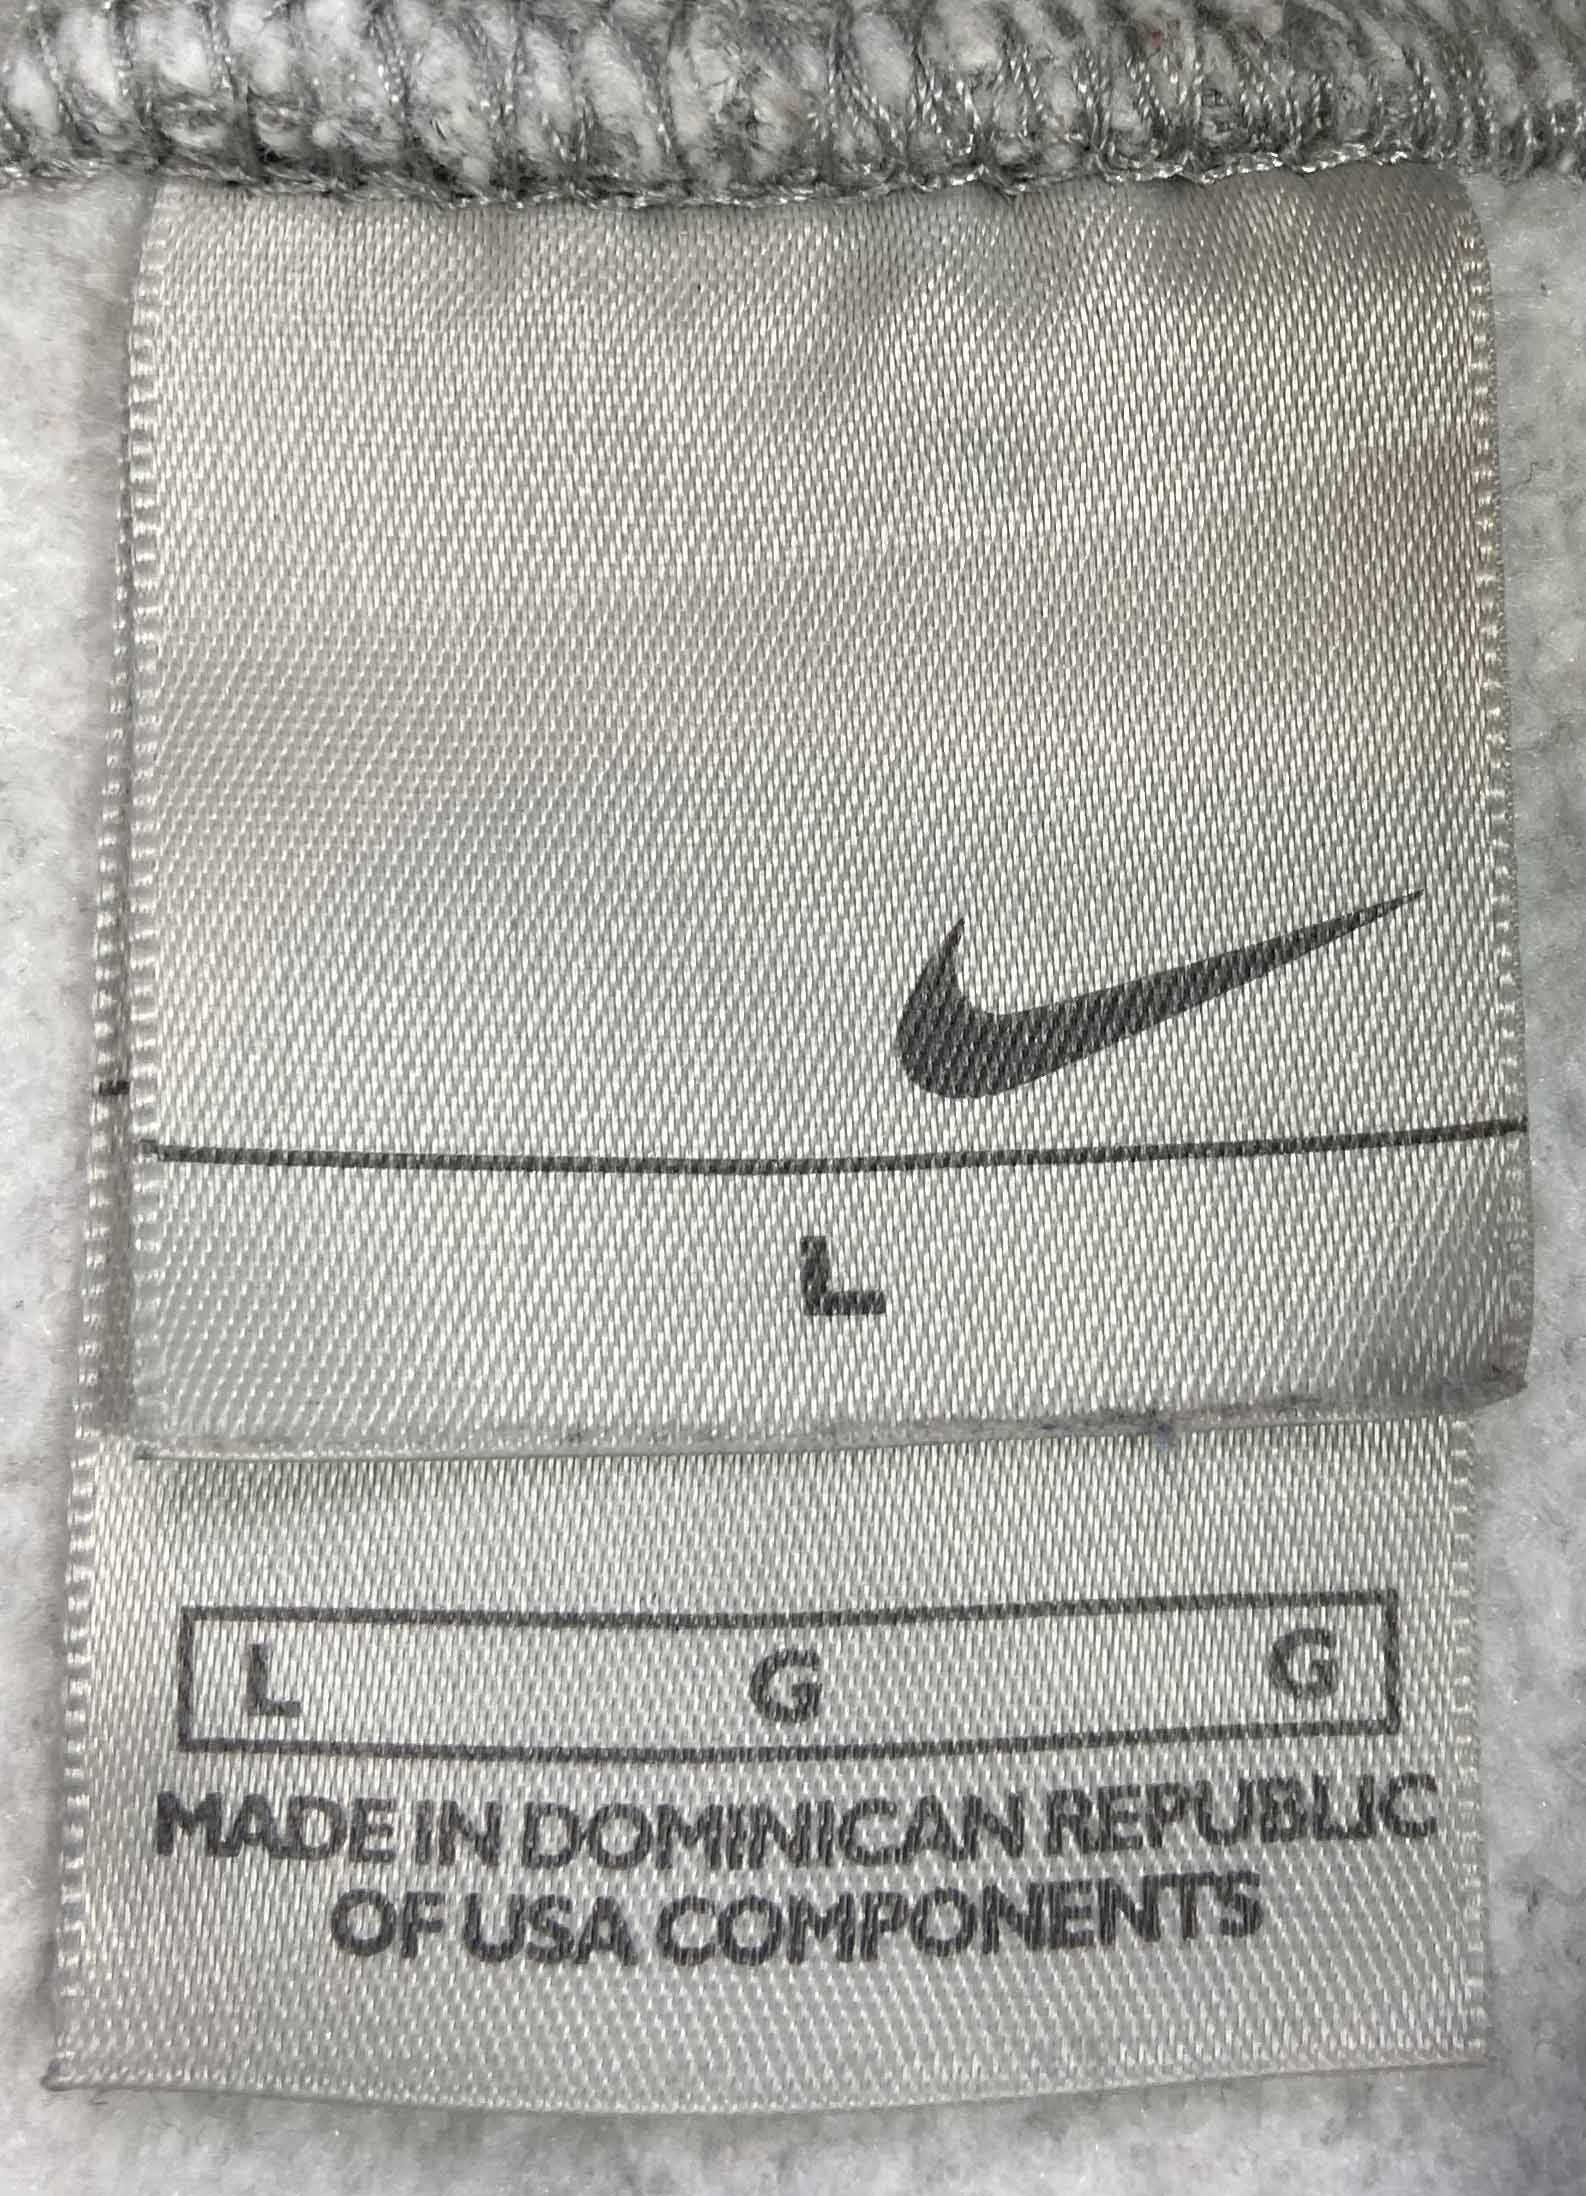 L
L G G
MADE IN DOMINICAN REPUBLIC
OF USA COMPONENTS